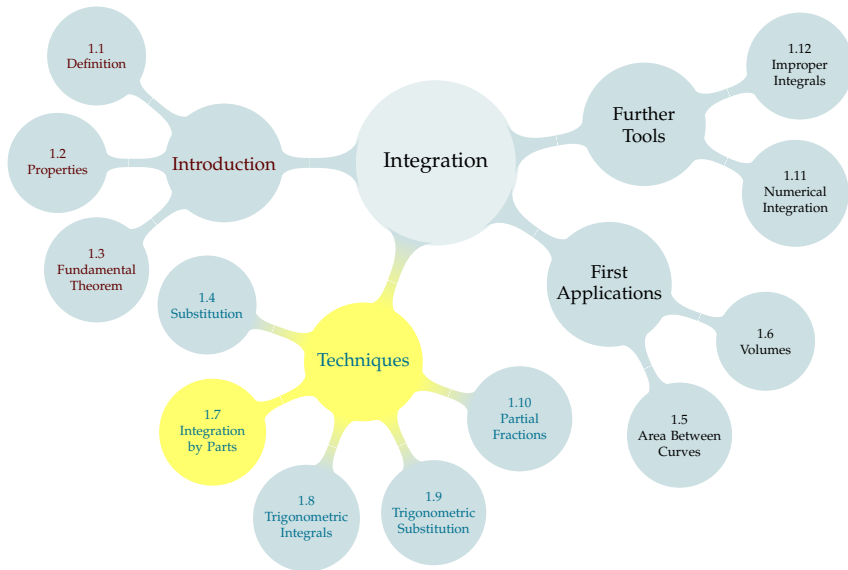 1.1
Definition
1.2
Properties
1.3
Fundamental
Theorem
Introduction
Integration
Further
Tools
1.12
Improper
Integrals
1.11
Numerical
Integration
First
Applications
1.6
Volumes
1.5
Area Between
Curves
Techniques
1.4
Substitution
1.7
Integration
by Parts
1.8
Trigonometric
Integrals
1.9
Trigonometric
Substitution
1.10
Partial
Fractions